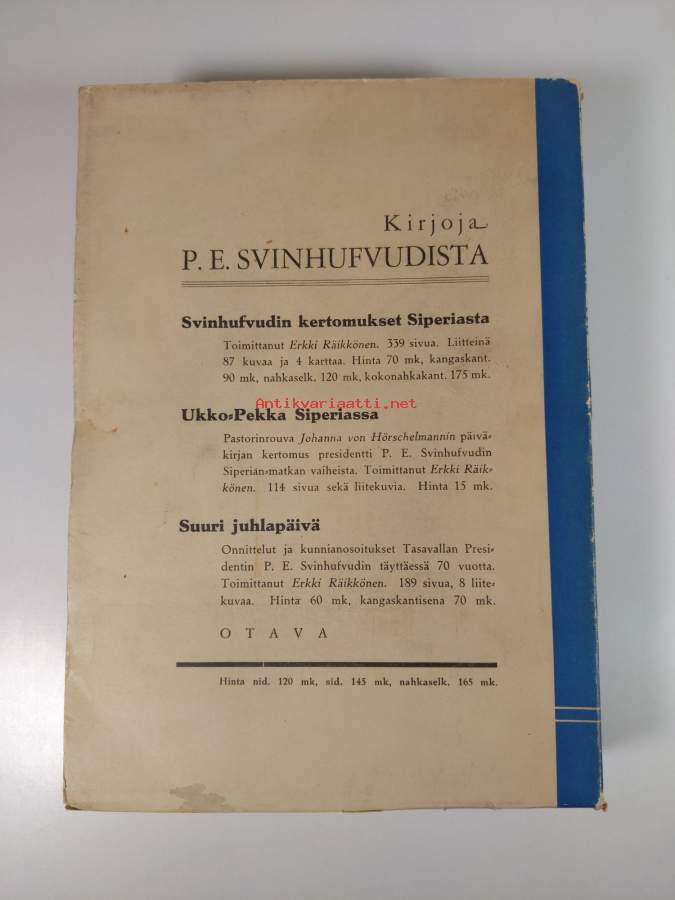 Kirjoja
P. E. SVINHUFVUDISTA
Svinhufvudin kertomukset Siperiasta
Toimittanut Erkki Räikkönen. 339 sivua. Liitteinä
87 kuvaa ja 4 karttaa. Hinta 70 mk, kangaskant.
90 mk, nahkaselk. 120 mk, kokonahkakant. 175 mk.
Antikvariaatti.net
Ukko-Pekka Siperiassa
Pastorinrouva Johanna von Hörschelmannin päivä-
kirjan kertomus presidentti P. E. Svinhufvudin
Siperian-matkan vaiheista. Toimittanut Erkki Räik-
könen. 114 sivua sekä liitekuvia. Hinta 15 mk.
Suuri juhlapäivä
Onnittelut ja kunnianosoitukset Tasavallan Presi-
dentin P. E. Svinhufvudin täyttäessä 70 vuotta.
Toimittanut Erkki Räikkönen. 189 sivua, 8 liite-
kuvaa. Hinta 60 mk, kangaskantisena 70 mk.
OTAVA
Hinta nid. 120 mk, sid. 145 mk, nahkaselk. 165 mk.